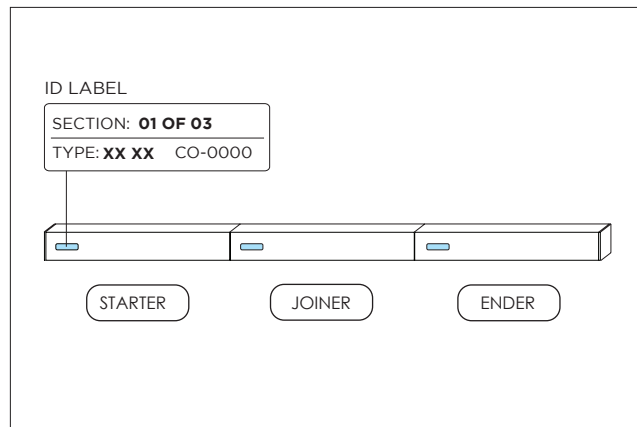 ID LABEL
SECTION: 01 OF 03
TYPE: XX XX CO-0000
STARTER JOINER ENDER